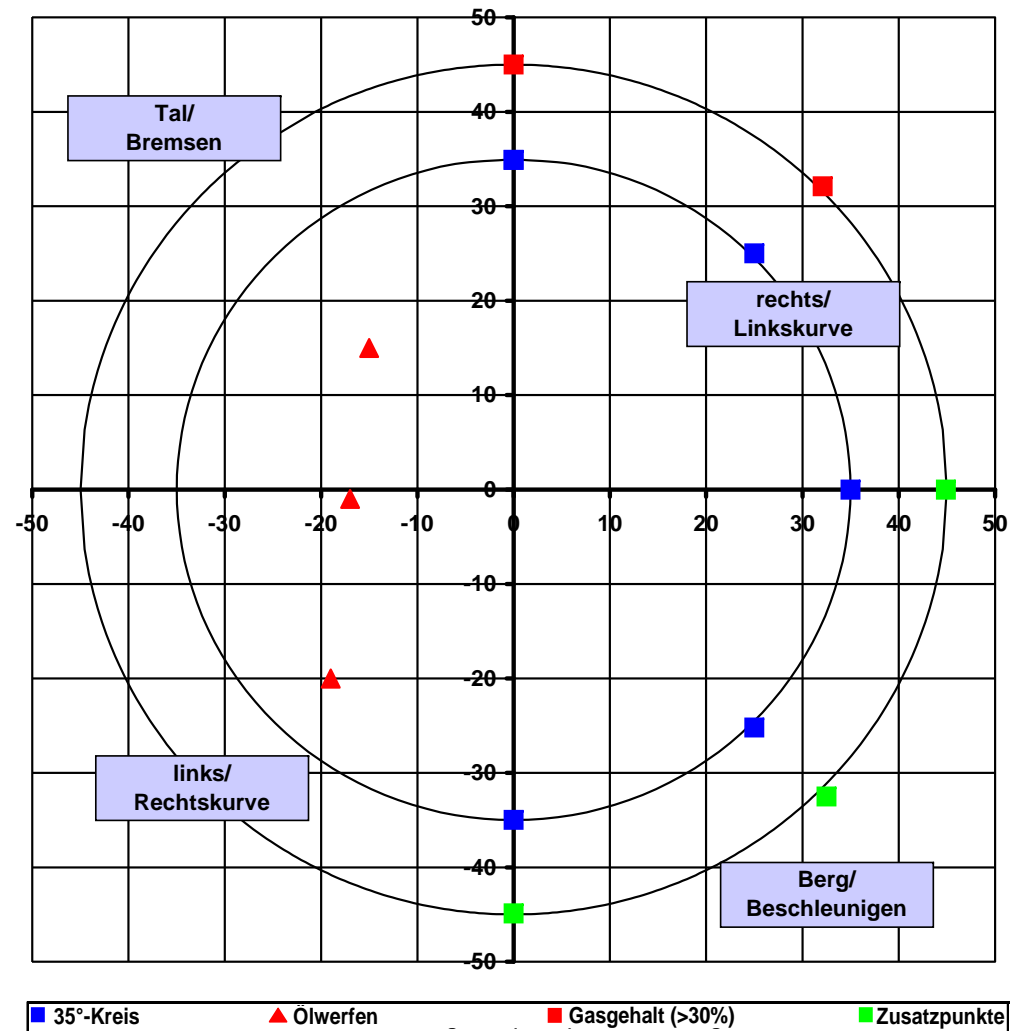 50
Tal/
Bremsen
40
30
rechts/
Linkskurve
20
10
0
-50 -40 -30 -20 -10 0 10 20 30 40 50
-10
-20
-30
links/
Rechtskurve
-40
Berg/
Beschleunigen
-50
35°-Kreis Ölwerfen Gasgehalt (>30%) Zusatzpunkte